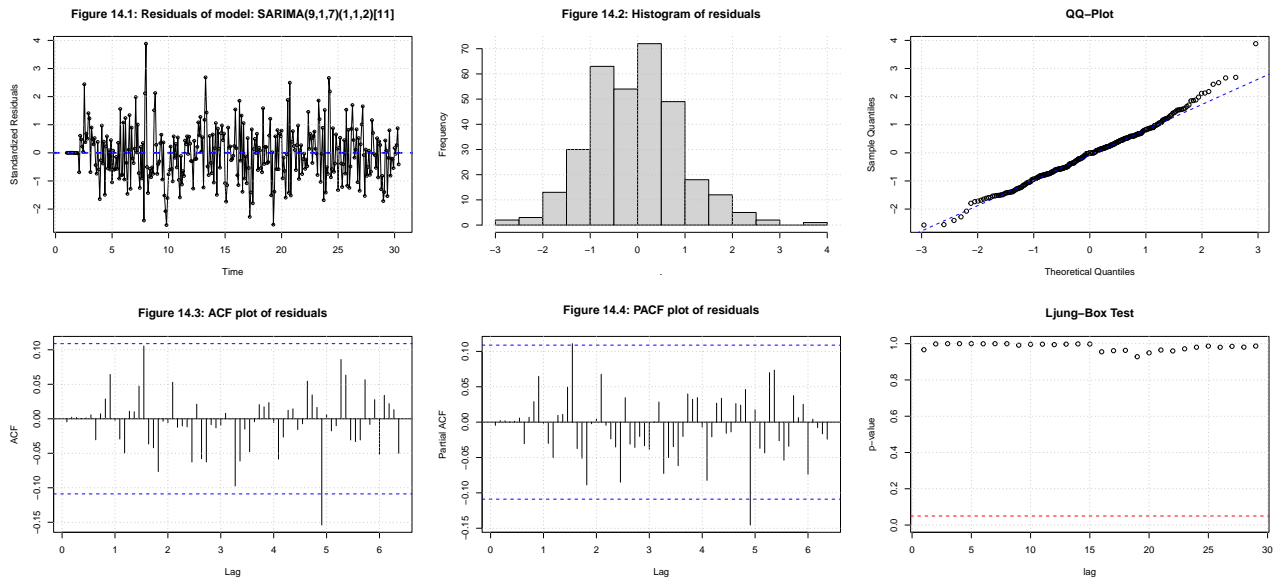 Figure 14.1: Residuals of model: SARIMA(9,1,7)(1,1,2)[11]
Standardized Residuals
4
3
2
1
0
−1
−2
0 5 10 15 20 25 30
Time
Figure 14.2: Histogram of residuals
Frequency
70
60
50
40
30
20
10
0
−3 −2 −1 0 1 2 3 4
.
QQ−Plot
Sample Quantiles
4
3
2
1
0
−1
−2
−3 −2 −1 0 1 2 3
Theoretical Quantiles
Figure 14.3: ACF plot of residuals
ACF
0.10
0.05
0.00
−0.05
−0.10
−0.15
0 1 2 3 4 5 6
Lag
Figure 14.4: PACF plot of residuals
Partial ACF
0.10
0.05
0.00
−0.05
−0.10
−0.15
0 1 2 3 4 5 6
Lag
Ljung−Box Test
p−value
1.0
0.8
0.6
0.4
0.2
0.0
0 5 10 15 20 25 30
lag